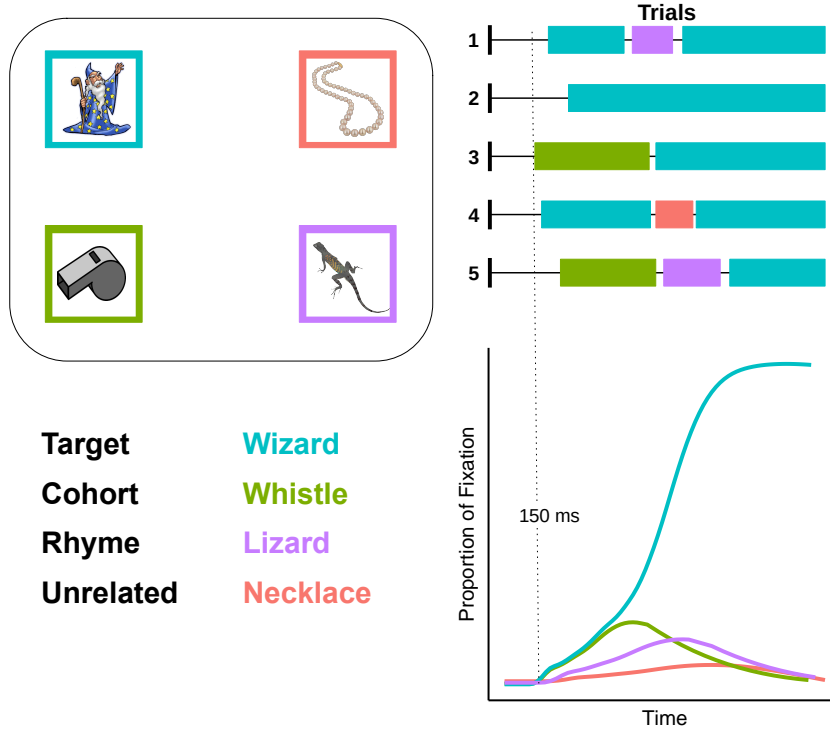 Trials
1
2
3
4
5
Target Wizard
Cohort Whistle
Rhyme Lizard
Unrelated Necklace
Proportion of Fixation
150 ms
Time